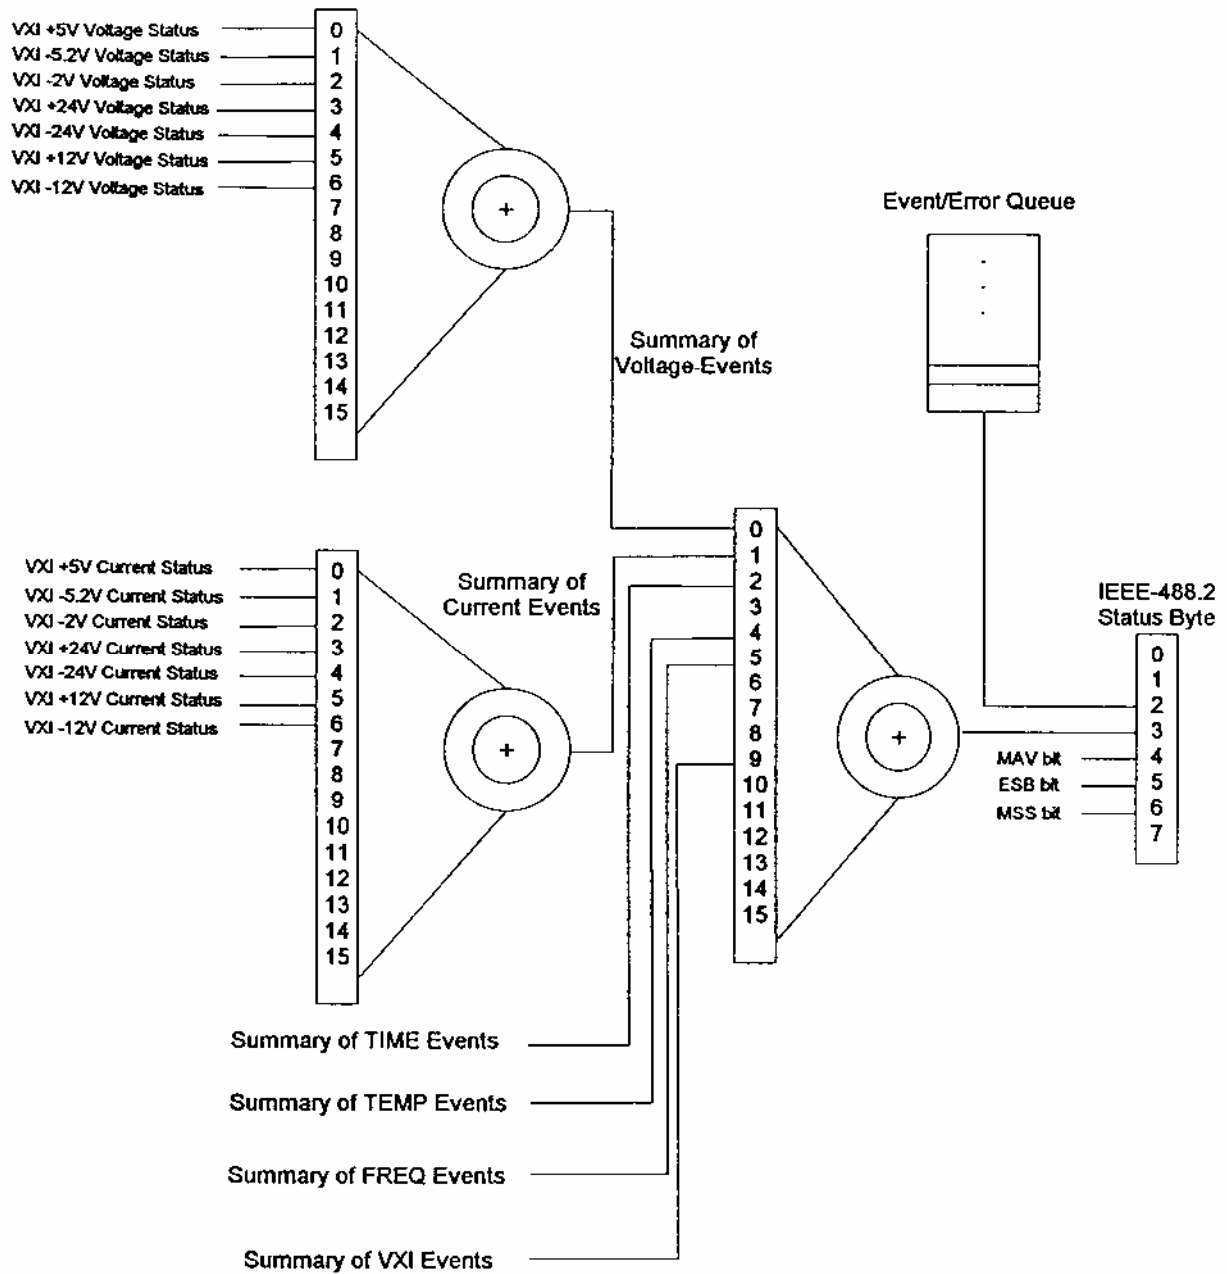 VXI +5V Voltage Status
VXI -5.2V Voltage Status
VXI -2V Voltage Status
VXI +24V Voltage Status
VXI -24V Voltage Status
VXI +12V Voltage Status
VXI -12V Voltage Status
0
1
2
3
4
5
6
7
8
9
10
11
12
13
14
15
+
Summary of
Voltage-Events
Event/Error Queue
VXI +5V Current Status
VXI -5.2V Current Status
VXI -2V Current Status
VXI +24V Current Status
VXI -24V Current Status
VXI +12V Current Status
VXI -12V Current Status
0
1
2
3
4
5
6
7
8
9
10
11
12
13
14
15
+
Summary of
Current Events
0
1
2
3
4
5
6
7
8
9
10
11
12
13
14
15
+
IEEE-488.2
Status Byte
0
1
2
3
4
5
6
7
MAV bit
ESB bit
MSS bit
Summary of TIME Events
Summary of TEMP Events
Summary of FREQ Events
Summary of VXI Events